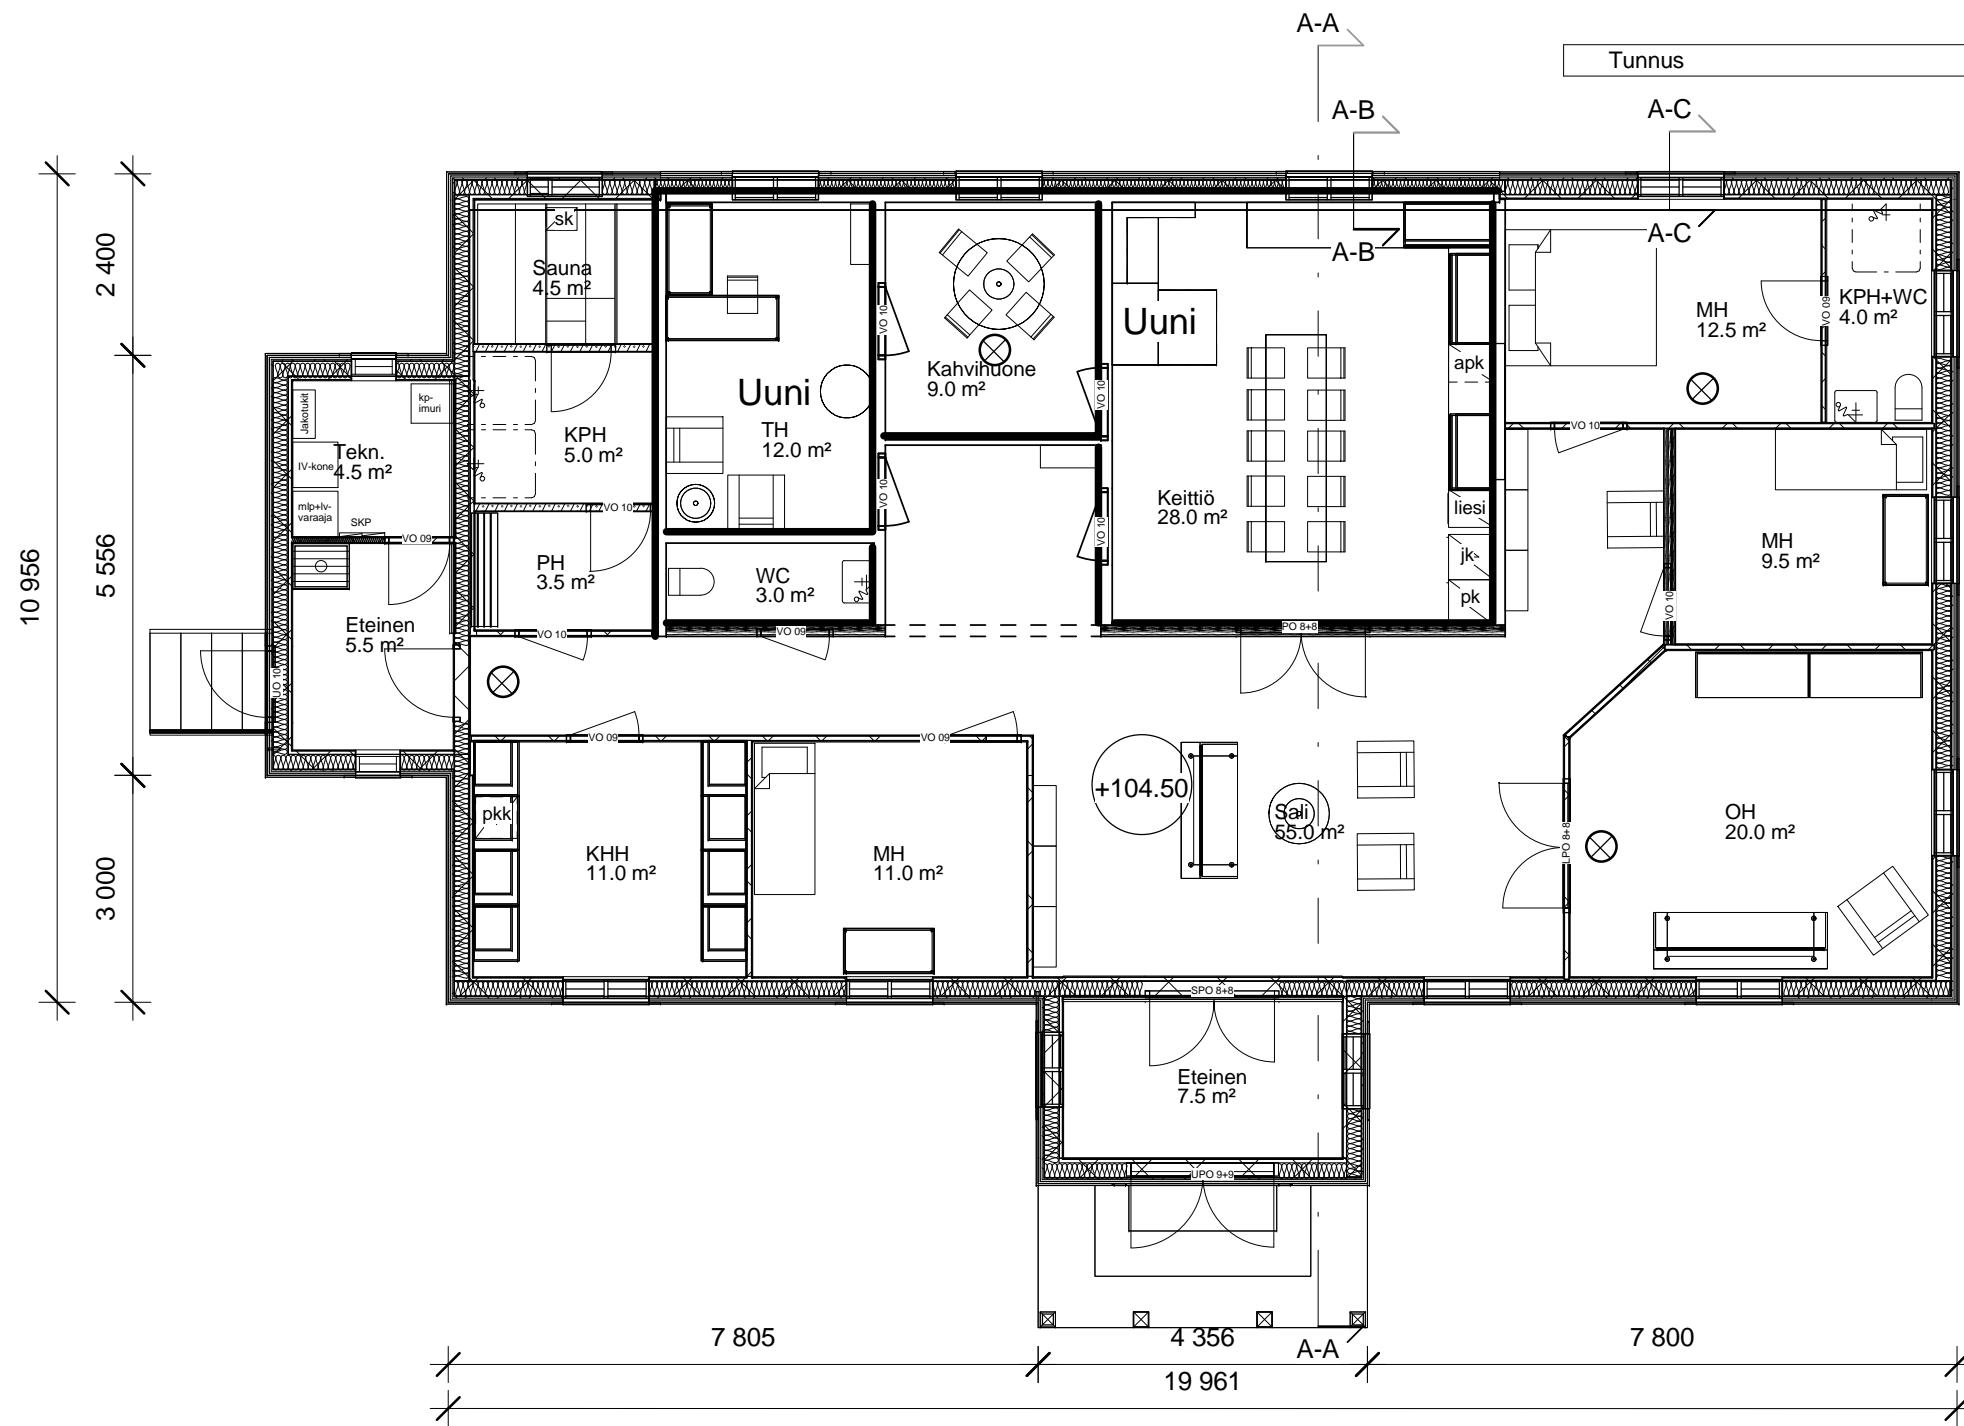 A-A
Tunnus
A-B
A-C
sk
Sauna
4.5 m²
A-B
A-C
Uuni
MH
12.5 m²
KPH+WC
4.0 m²
VO 09
VO 10
Kahvihuone
9.0 m²
apk
VO 10
Jakotukit
kp-
imuri
Uuni
TH
12.0 m²
KPH
5.0 m²
VO 10
Tekn.
4.5 m²
IV-kone
mlp+lv-
varaaja
SKP
VO 09
VO 10
VO 10
VO 10
Keittiö
28.0 m²
liesi
jk
pk
MH
9.5 m²
VO 10
PH
3.5 m²
WC
3.0 m²
Eteinen
5.5 m²
UO 10
VO 10
VO 09
PO 8+8
VO 09
VO 09
+104.50
pkk
KHH
11.0 m²
MH
11.0 m²
Sali
55.0 m²
LPO 8+8
OH
20.0 m²
SPO 8+8
Eteinen
7.5 m²
UPO 9+9
2 400
5 556
3 000
10 956
A-A
7 805
4 356
7 800
19 961